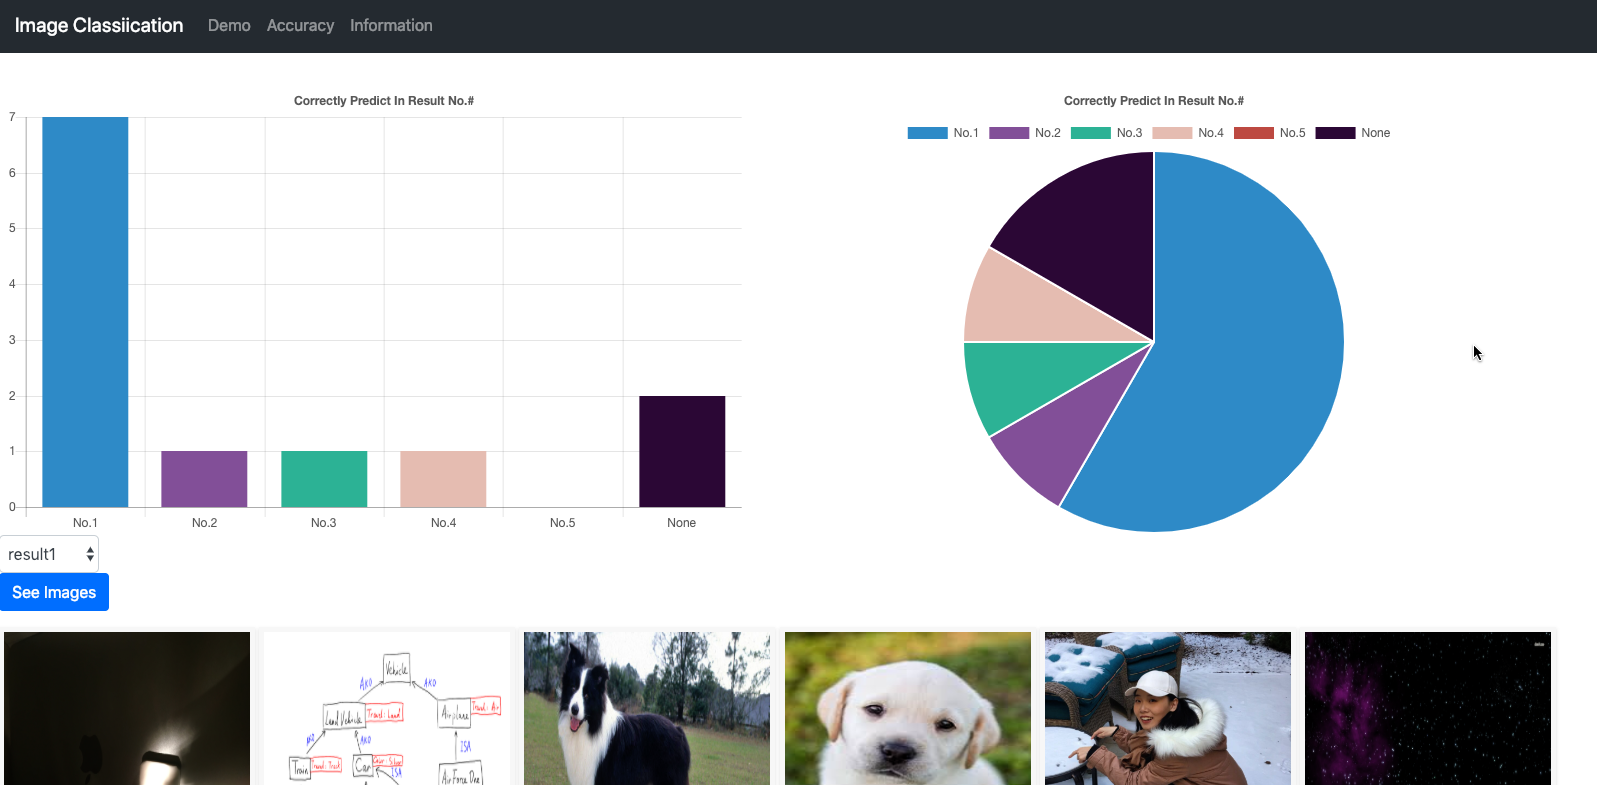 Image Classiication Demo Accuracy Information
Correctly Predict In Result No.#
7
6
5
4
3
2
1
0
No.1 No.2 No.3 No.4 No.5 None
Correctly Predict In Result No.#
No.1 No.2 No.3 No.4 No.5 None
result1
See Images
Vehicle
AKO AKO
Land Vehicle Travel: Land Airplane Travel: Air
AKO ISA
Train Travel: Track Car
ISA Air Force One